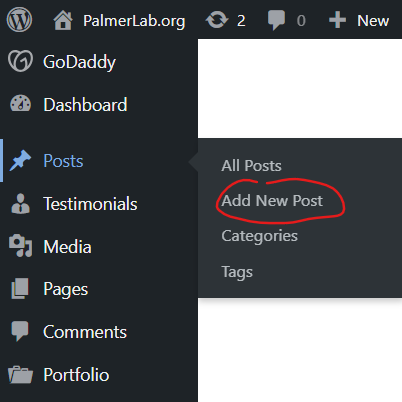 PalmerLab.org 2 0 New
GoDaddy
Dashboard
Posts
All Posts
Add New Post
Categories
Tags
Testimonials
Media
Pages
Comments
Portfolio